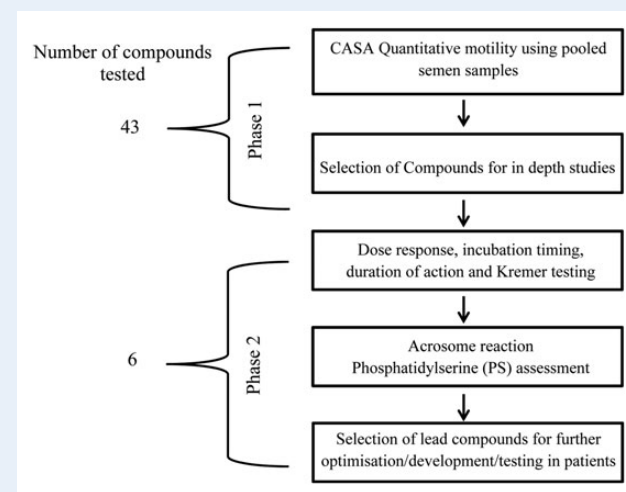 Number of compounds
tested
43
Phase 1
CASA Quantitative motility using pooled
semen samples
Selection of Compounds for in depth studies
6
Phase 2
Dose response, incubation timing,
duration of action and Kremer testing
Acrosome reaction
Phosphatidylserine (PS) assessment
Selection of lead compounds for further
optimisation/development/testing in patients